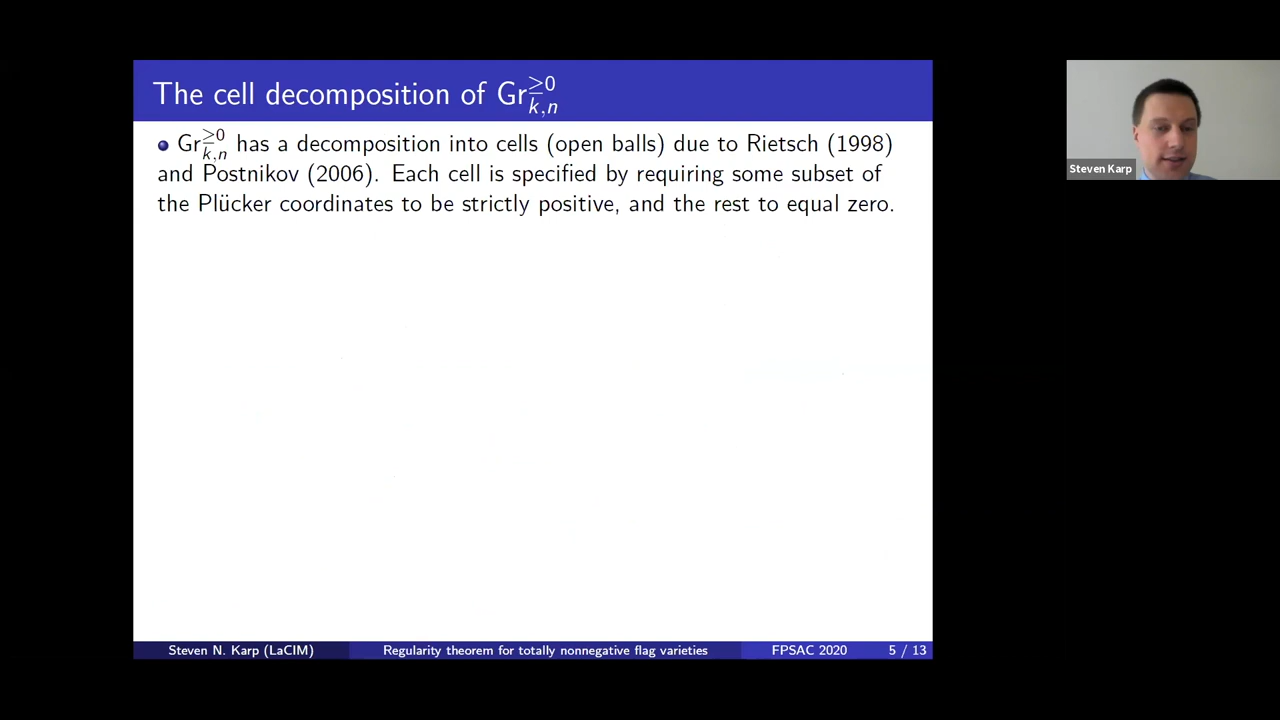 The cell decomposition of Gr^{≥0}_{k,n}
Gr^{≥0}_{k,n} has a decomposition into cells (open balls) due to Rietsch (1998)
and Postnikov (2006). Each cell is specified by requiring some subset of
the Plücker coordinates to be strictly positive, and the rest to equal zero.
Steven Karp
Steven N. Karp (LaCIM) Regularity theorem for totally nonnegative flag varieties FPSAC 2020 5 / 13